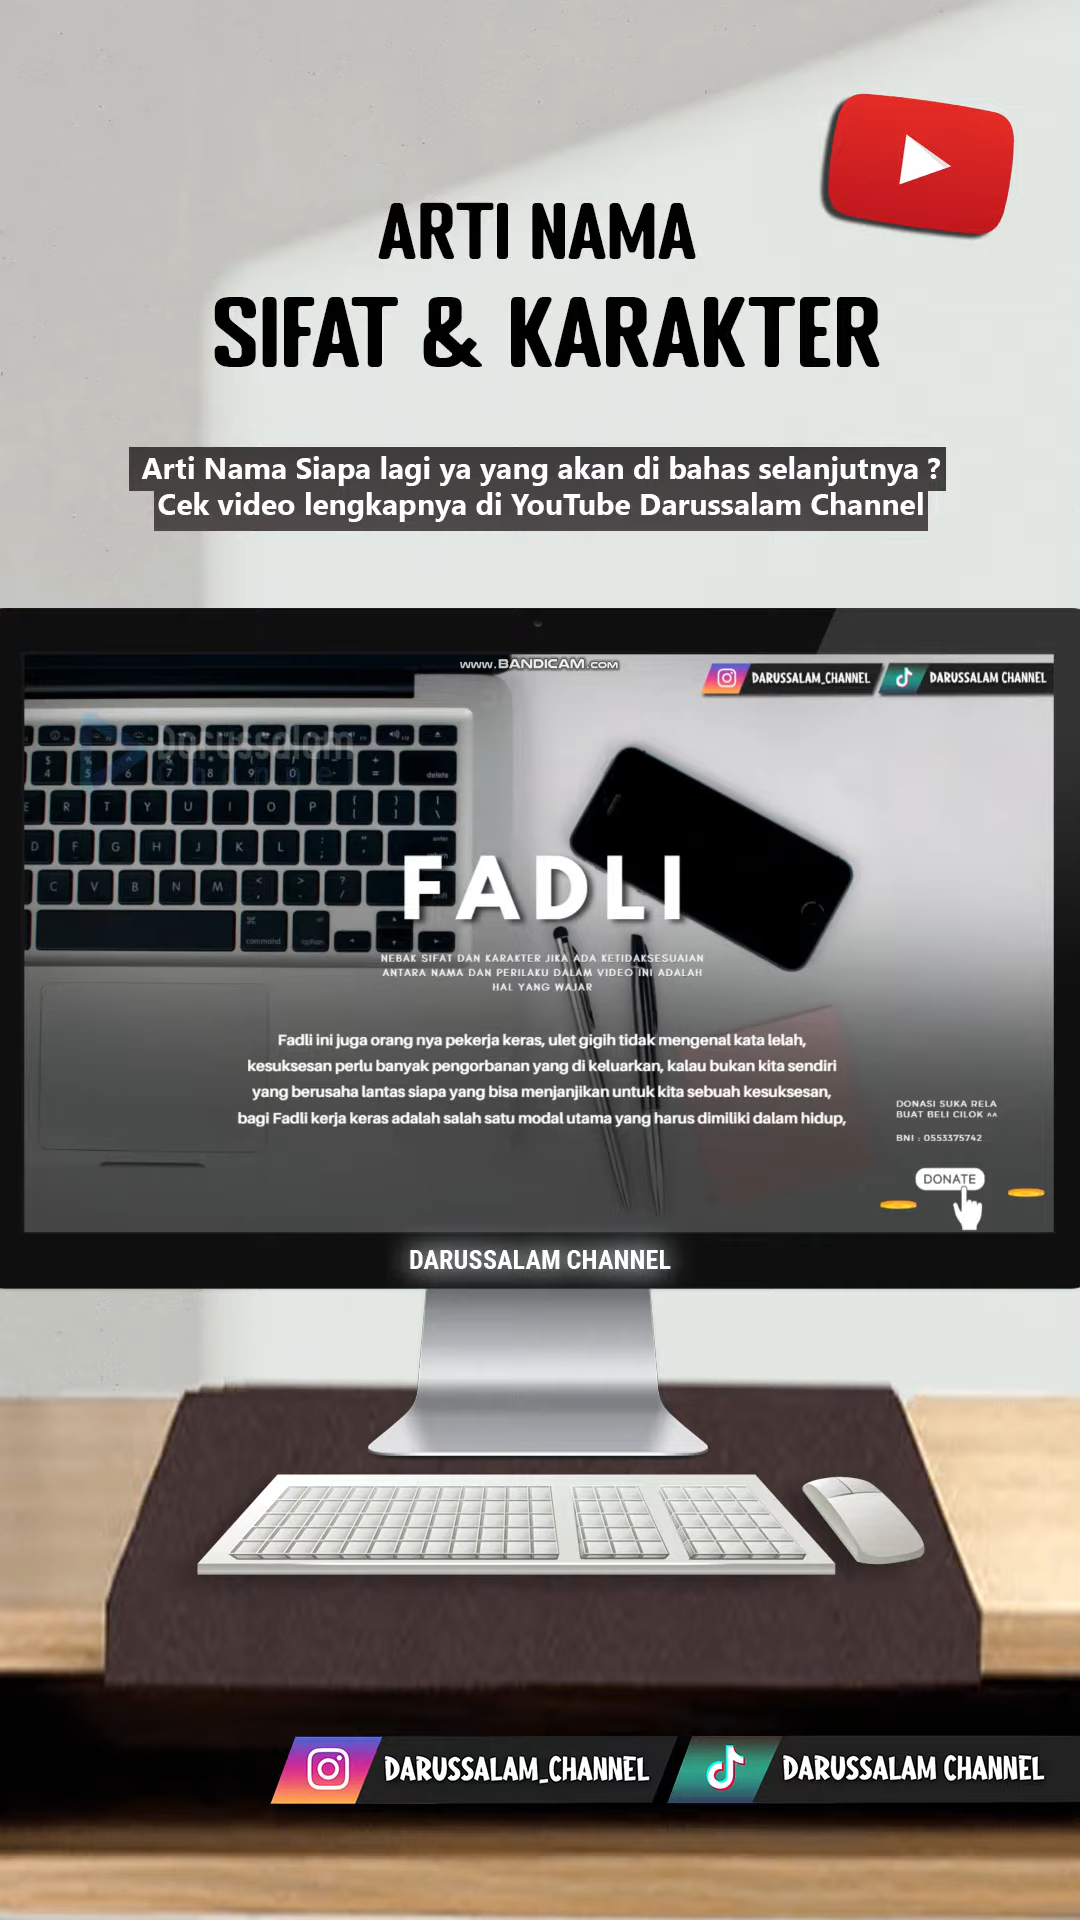 ARTI NAMA
SIFAT & KARAKTER
Arti Nama Siapa lagi ya yang akan di bahas selanjutnya ?
Cek video lengkapnya di YouTube Darussalam Channel
www.BANDICAM.com
DARUSSALAM_CHANNEL
DARUSSALAM CHANNEL
Darussalam
FADLI
NEBAK SIFAT DAN KARAKTER JIKA ADA KETIDAKSESUAIAN
ANTARA NAMA DAN PERILAKU DALAM VIDEO INI ADALAH
HAL YANG WAJAR
Fadli ini juga orang nya pekerja keras, ulet gigih tidak mengenal kata lelah,
kesuksesan perlu banyak pengorbanan yang di keluarkan, kalau bukan kita sendiri
yang berusaha lantas siapa yang bisa menjanjikan untuk kita sebuah kesuksesan,
bagi Fadli kerja keras adalah salah satu modal utama yang harus dimiliki dalam hidup,
DONASI SUKA RELA
BUAT BELI CILOK ^^
BNI : 0553375742
DONATE
DARUSSALAM CHANNEL
DARUSSALAM_CHANNEL
DARUSSALAM CHANNEL